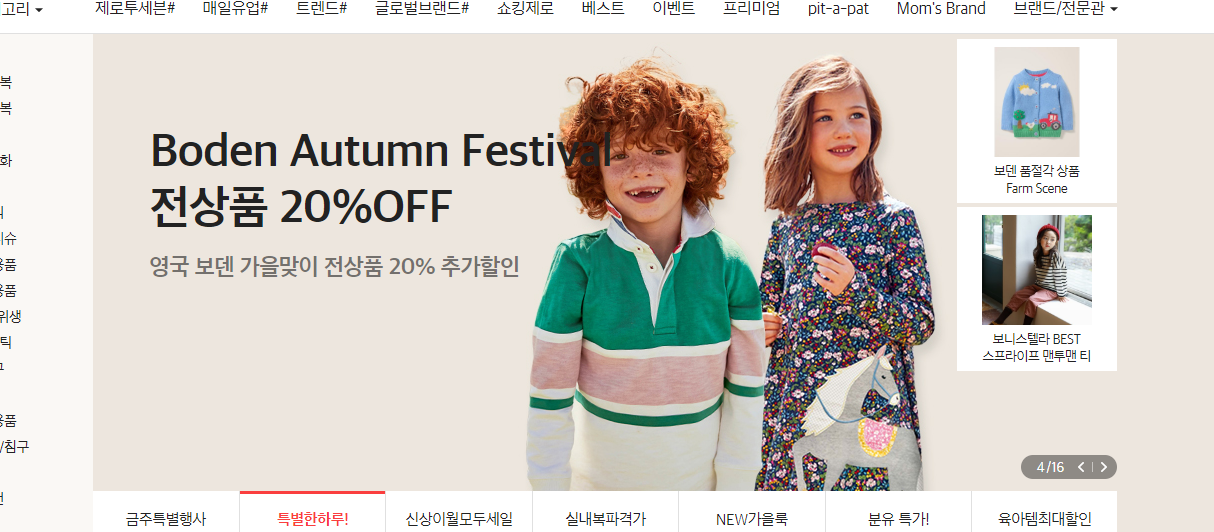 고리
제로투세븐# 매일유업# 트렌드# 글로벌브랜드# 쇼킹제로 베스트 이벤트 프리미엄 pit-a-pat Mom's Brand 브랜드/전문관
복
복
화
슈
용품
용품
위생
틱
용품
/침구
Boden Autumn Festival
전상품 20%OFF
영국 보덴 가을맞이 전상품 20% 추가할인
보덴 품절각 상품
Farm Scene
보니스텔라 BEST
스프라이프 맨투맨 티
4/16
금주특별행사 특별한하루! 신상이월모두세일 실내복파격가 NEW가을룩 분유 특가! 육아템최대할인